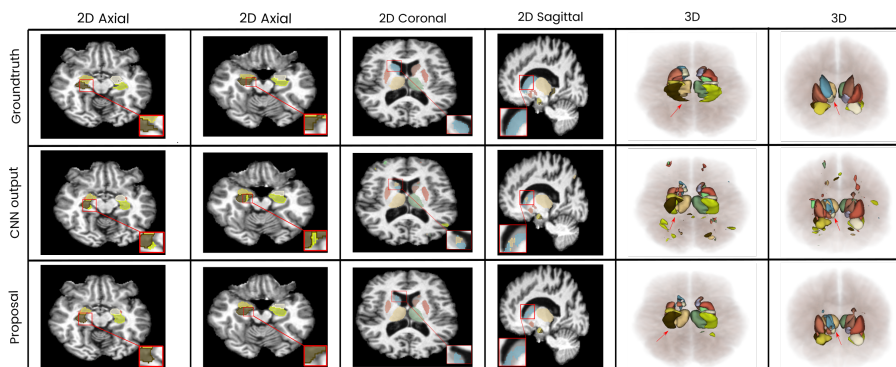 2D Axial
2D Axial
2D Coronal
2D Sagittal
3D
3D
Groundtruth
CNN output
Proposal